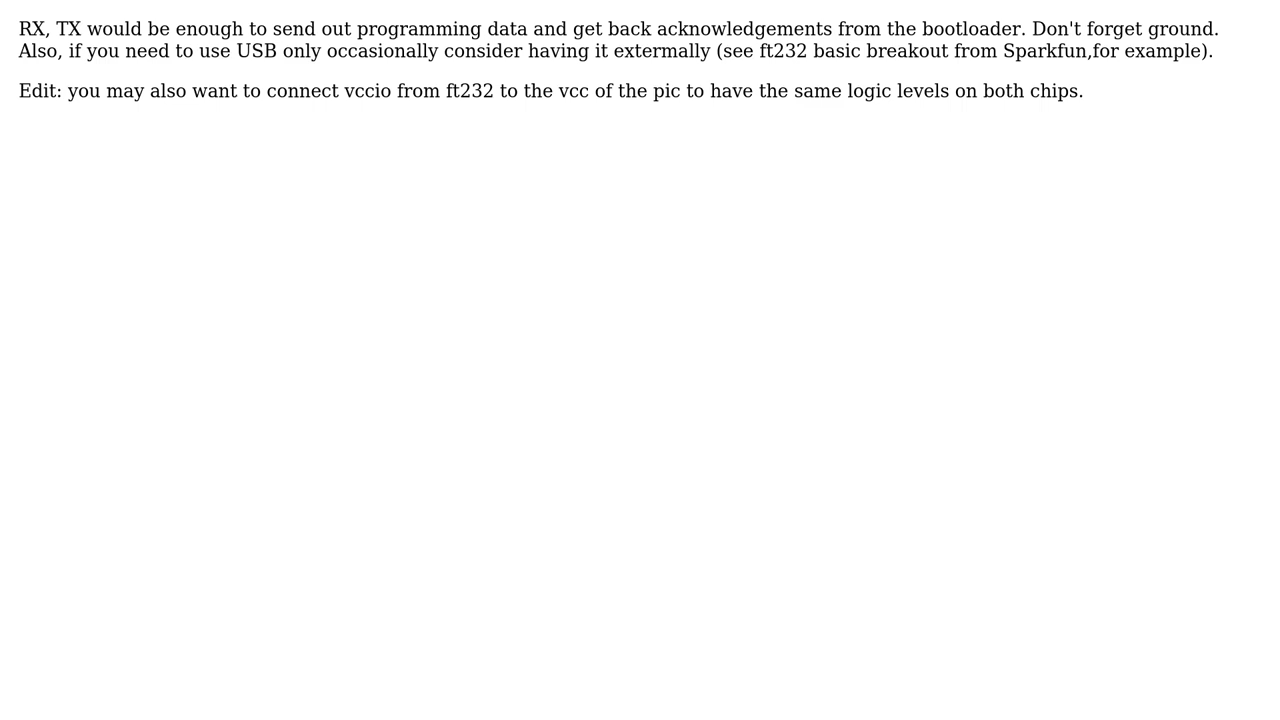 RX, TX would be enough to send out programming data and get back acknowledgements from the bootloader. Don't forget ground.
Also, if you need to use USB only occasionally consider having it extermally (see ft232 basic breakout from Sparkfun,for example).
Edit: you may also want to connect vccio from ft232 to the vcc of the pic to have the same logic levels on both chips.